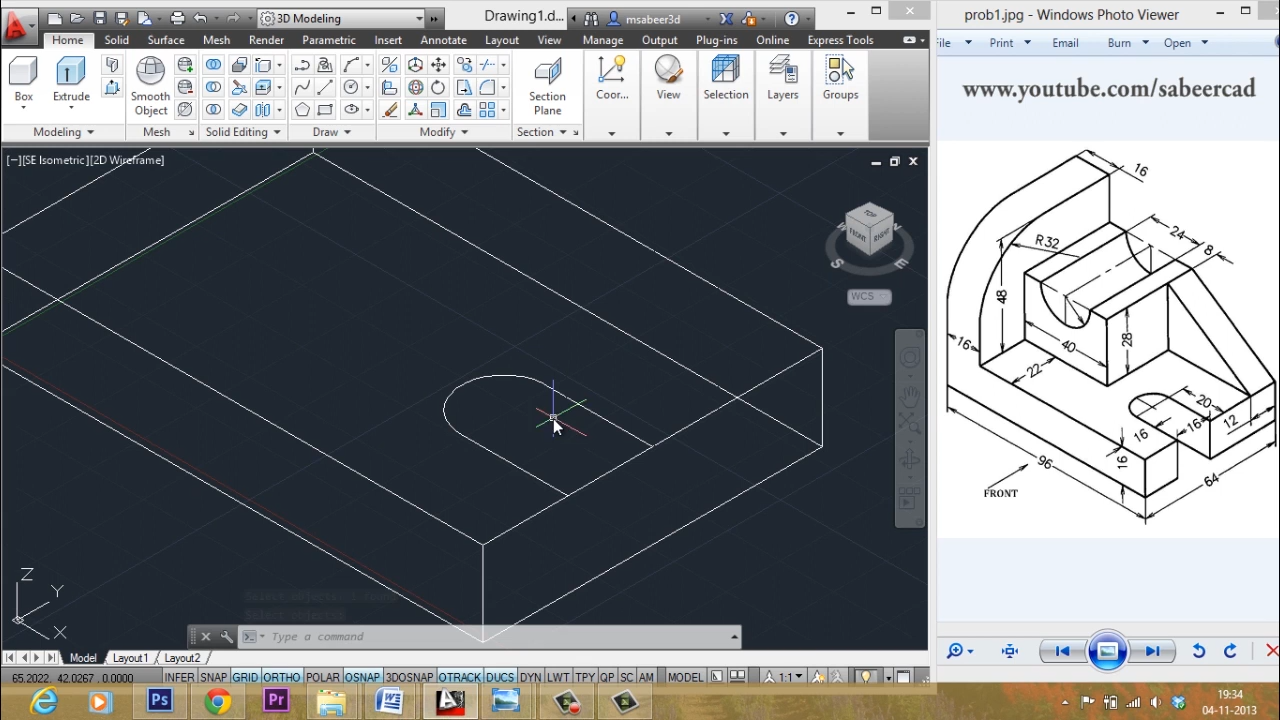 3D Modeling
Drawing1.d...
msabeer3d
Home Solid Surface Mesh Render Parametric Insert Annotate Layout View Manage Output Plug-ins Online Express Tools
Box
Extrude
Smooth
Object
Section
Plane
Coor...
View
Selection
Layers
Groups
Modeling
Mesh
Solid Editing
Draw
Modify
Section
[−][SE Isometric][2D Wireframe]
TOP
FRONT
RIGHT
S
E
WCS
Z
Y
X
Type a command
Model Layout1 Layout2
65.2022, 42.0267, 0.0000
INFER SNAP GRID ORTHO POLAR OSNAP 3DOSNAP OTRACK DUCS DYN LWT TPY QP SC AM
MODEL
1:1
prob1.jpg - Windows Photo Viewer
File Print Email Burn Open
www.youtube.com/sabeercad
16
24
8
R32
48
40
28
16
22
20
16
16
12
16
96
64
FRONT
Ps
Pr
19:34
04-11-2013